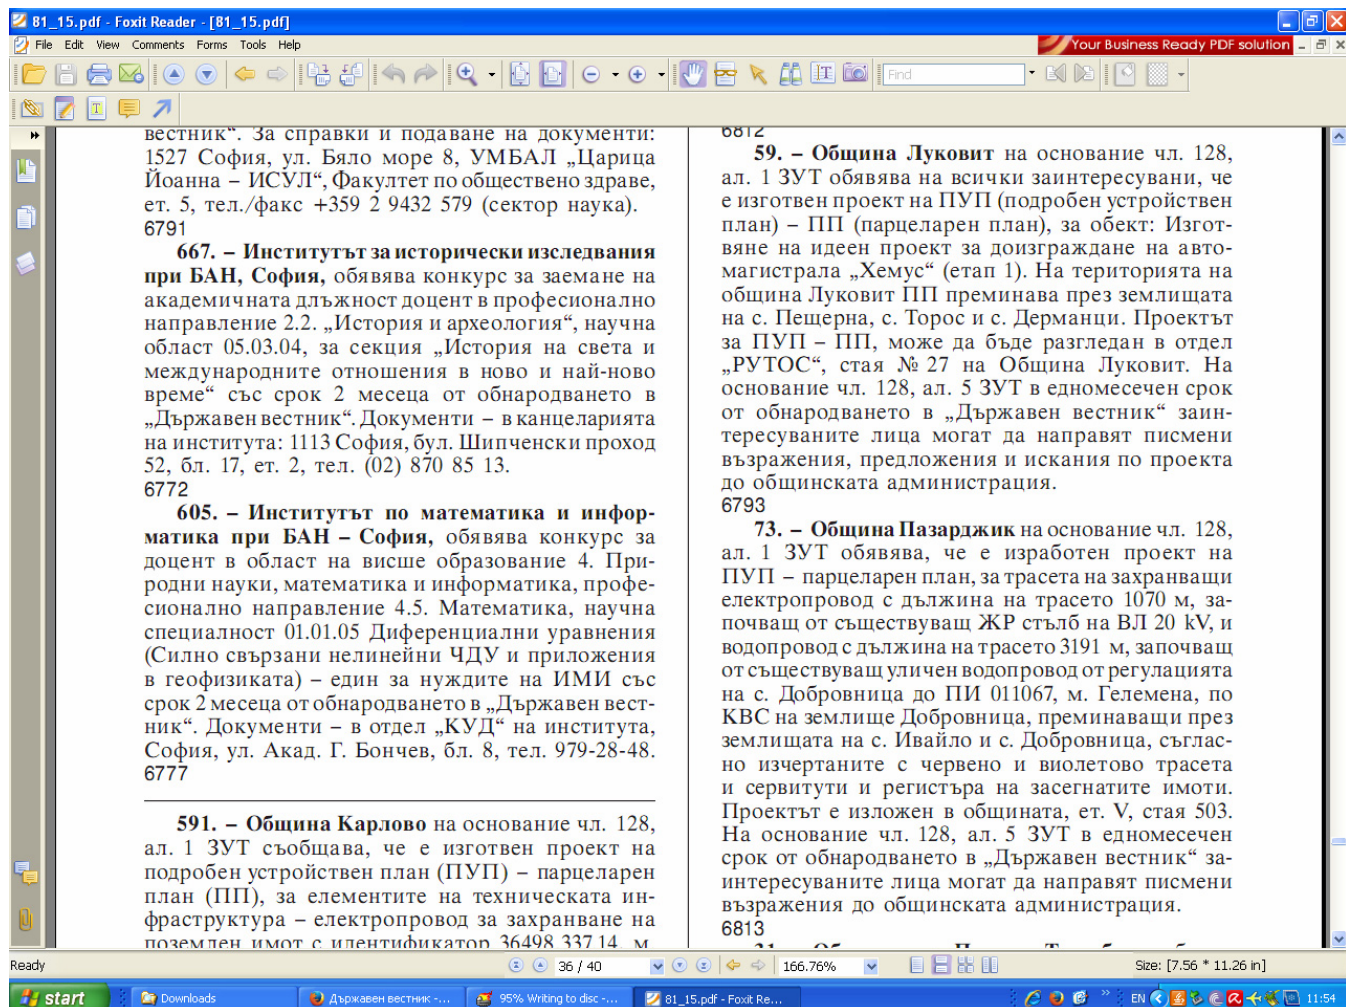 81_15.pdf - Foxit Reader - [81_15.pdf]
File Edit View Comments Forms Tools Help
Your Business Ready PDF solution
Find
вестник“. За справки и подаване на документи:
1527 София, ул. Бяло море 8, УМБАЛ „Царица
Йоанна – ИСУЛ“, Факултет по обществено здраве,
ет. 5, тел./факс +359 2 9432 579 (сектор наука).
6791
667. – Институтът за исторически изследвания
при БАН, София, обявява конкурс за заемане на
академичната длъжност доцент в професионално
направление 2.2. „История и археология“, научна
област 05.03.04, за секция „История на света и
международните отношения в ново и най-ново
време“ със срок 2 месеца от обнародването в
„Държавен вестник“. Документи – в канцеларията
на института: 1113 София, бул. Шипченски проход
52, бл. 17, ет. 2, тел. (02) 870 85 13.
6772
605. – Институтът по математика и инфор-
матика при БАН – София, обявява конкурс за
доцент в област на висше образование 4. При-
родни науки, математика и информатика, профе-
сионално направление 4.5. Математика, научна
специалност 01.01.05 Диференциални уравнения
(Силно свързани нелинейни ЧДУ и приложения
в геофизиката) – един за нуждите на ИМИ със
срок 2 месеца от обнародването в „Държавен вест-
ник“. Документи – в отдел „КУД“ на института,
София, ул. Акад. Г. Бончев, бл. 8, тел. 979-28-48.
6777
591. – Община Карлово на основание чл. 128,
ал. 1 ЗУТ съобщава, че е изготвен проект на
подробен устройствен план (ПУП) – парцеларен
план (ПП), за елементите на техническата ин-
фраструктура – електропровод за захранване на
поземлен имот с идентификатор 36498.337.14, м.
6812
59. – Община Луковит на основание чл. 128,
ал. 1 ЗУТ обявява на всички заинтересувани, че
е изготвен проект на ПУП (подробен устройствен
план) – ПП (парцеларен план), за обект: Изгот-
вяне на идеен проект за доизграждане на авто-
магистрала „Хемус“ (етап 1). На територията на
община Луковит ПП преминава през землищата
на с. Пещерна, с. Торос и с. Дерманци. Проектът
за ПУП – ПП, може да бъде разгледан в отдел
„РУТОС“, стая № 27 на Община Луковит. На
основание чл. 128, ал. 5 ЗУТ в едномесечен срок
от обнародването в „Държавен вестник“ заин-
тересуваните лица могат да направят писмени
възражения, предложения и искания по проекта
до общинската администрация.
6793
73. – Община Пазарджик на основание чл. 128,
ал. 1 ЗУТ обявява, че е изработен проект на
ПУП – парцеларен план, за трасета на захранващи
електропровод с дължина на трасето 1070 м, за-
почващ от съществуващ ЖР стълб на ВЛ 20 kV, и
водопровод с дължина на трасето 3191 м, започващ
от съществуващ уличен водопровод от регулацията
на с. Добровница до ПИ 011067, м. Гелемена, по
КВС на землище Добровница, преминаващи през
землищата на с. Ивайло и с. Добровница, съглас-
но изчертаните с червено и виолетово трасета
и сервитути и регистъра на засегнатите имоти.
Проектът е изложен в общината, ет. V, стая 503.
На основание чл. 128, ал. 5 ЗУТ в едномесечен
срок от обнародването в „Държавен вестник“ за-
интересуваните лица могат да направят писмени
възражения до общинската администрация.
6813
Ready
36 / 40
166.76%
Size: [7.56 * 11.26 in]
start
Downloads
Държавен вестник -...
95% Writing to disc -...
81_15.pdf - Foxit Re...
EN
11:54